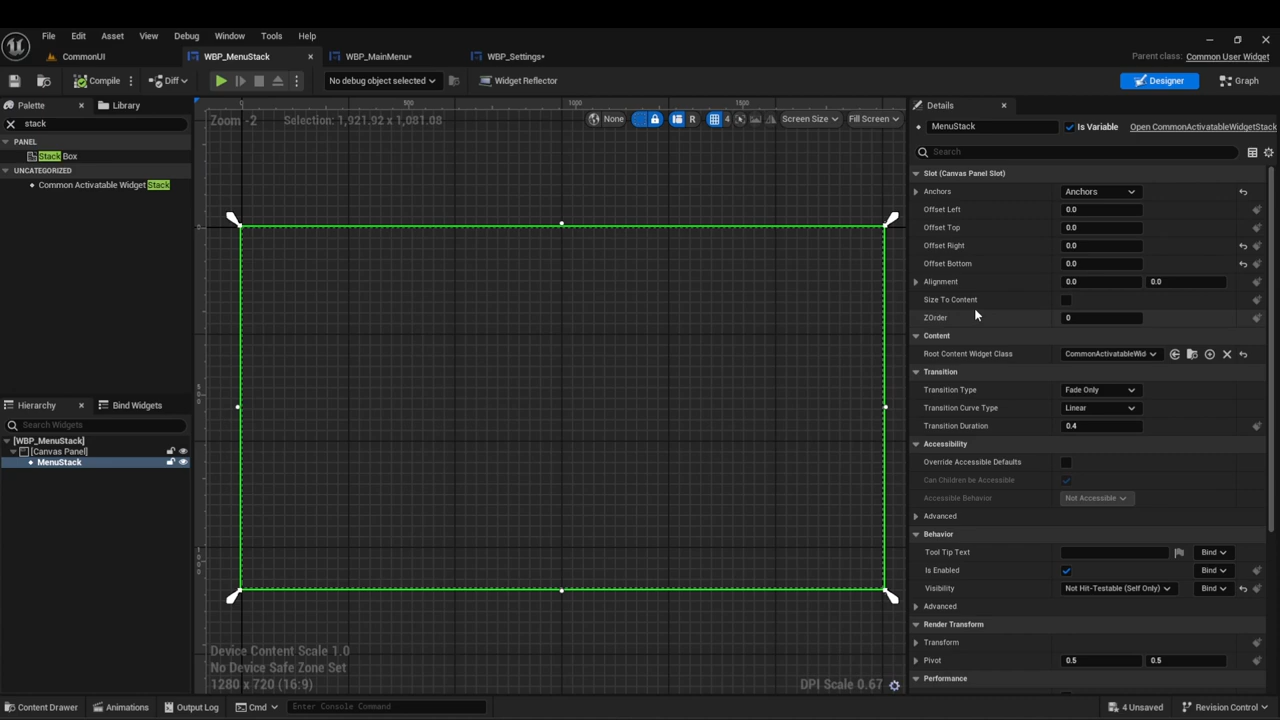 File Edit Asset View Debug Window Tools Help
CommonUI WBP_MenuStack WBP_MainMenu* WBP_Settings* Parent class: Common User Widget
Compile Diff No debug object selected Widget Reflector Designer Graph
Palette Library
stack
PANEL
Stack Box
UNCATEGORIZED
Common Activatable Widget Stack
Hierarchy Bind Widgets
Search Widgets
[WBP_MenuStack]
[Canvas Panel]
MenuStack
0 500 1000 1500
Zoom -2 Selection: 1,921.92 x 1,081.08 None R 4 Screen Size Fill Screen
0
500
1000
Device Content Scale 1.0
No Device Safe Zone Set
1280 x 720 (16:9) DPI Scale 0.67
Details
MenuStack Is Variable Open CommonActivatableWidgetStack
Search
Slot (Canvas Panel Slot)
Anchors Anchors
Offset Left 0.0
Offset Top 0.0
Offset Right 0.0
Offset Bottom 0.0
Alignment 0.0 0.0
Size To Content
ZOrder 0
Content
Root Content Widget Class CommonActivatableWid
Transition
Transition Type Fade Only
Transition Curve Type Linear
Transition Duration 0.4
Accessibility
Override Accessible Defaults
Can Children be Accessible
Accessible Behavior Not Accessible
Advanced
Behavior
Tool Tip Text Bind
Is Enabled Bind
Visibility Not Hit-Testable (Self Only) Bind
Advanced
Render Transform
Transform
Pivot 0.5 0.5
Performance
Content Drawer Animations Output Log Cmd Enter Console Command 4 Unsaved Revision Control